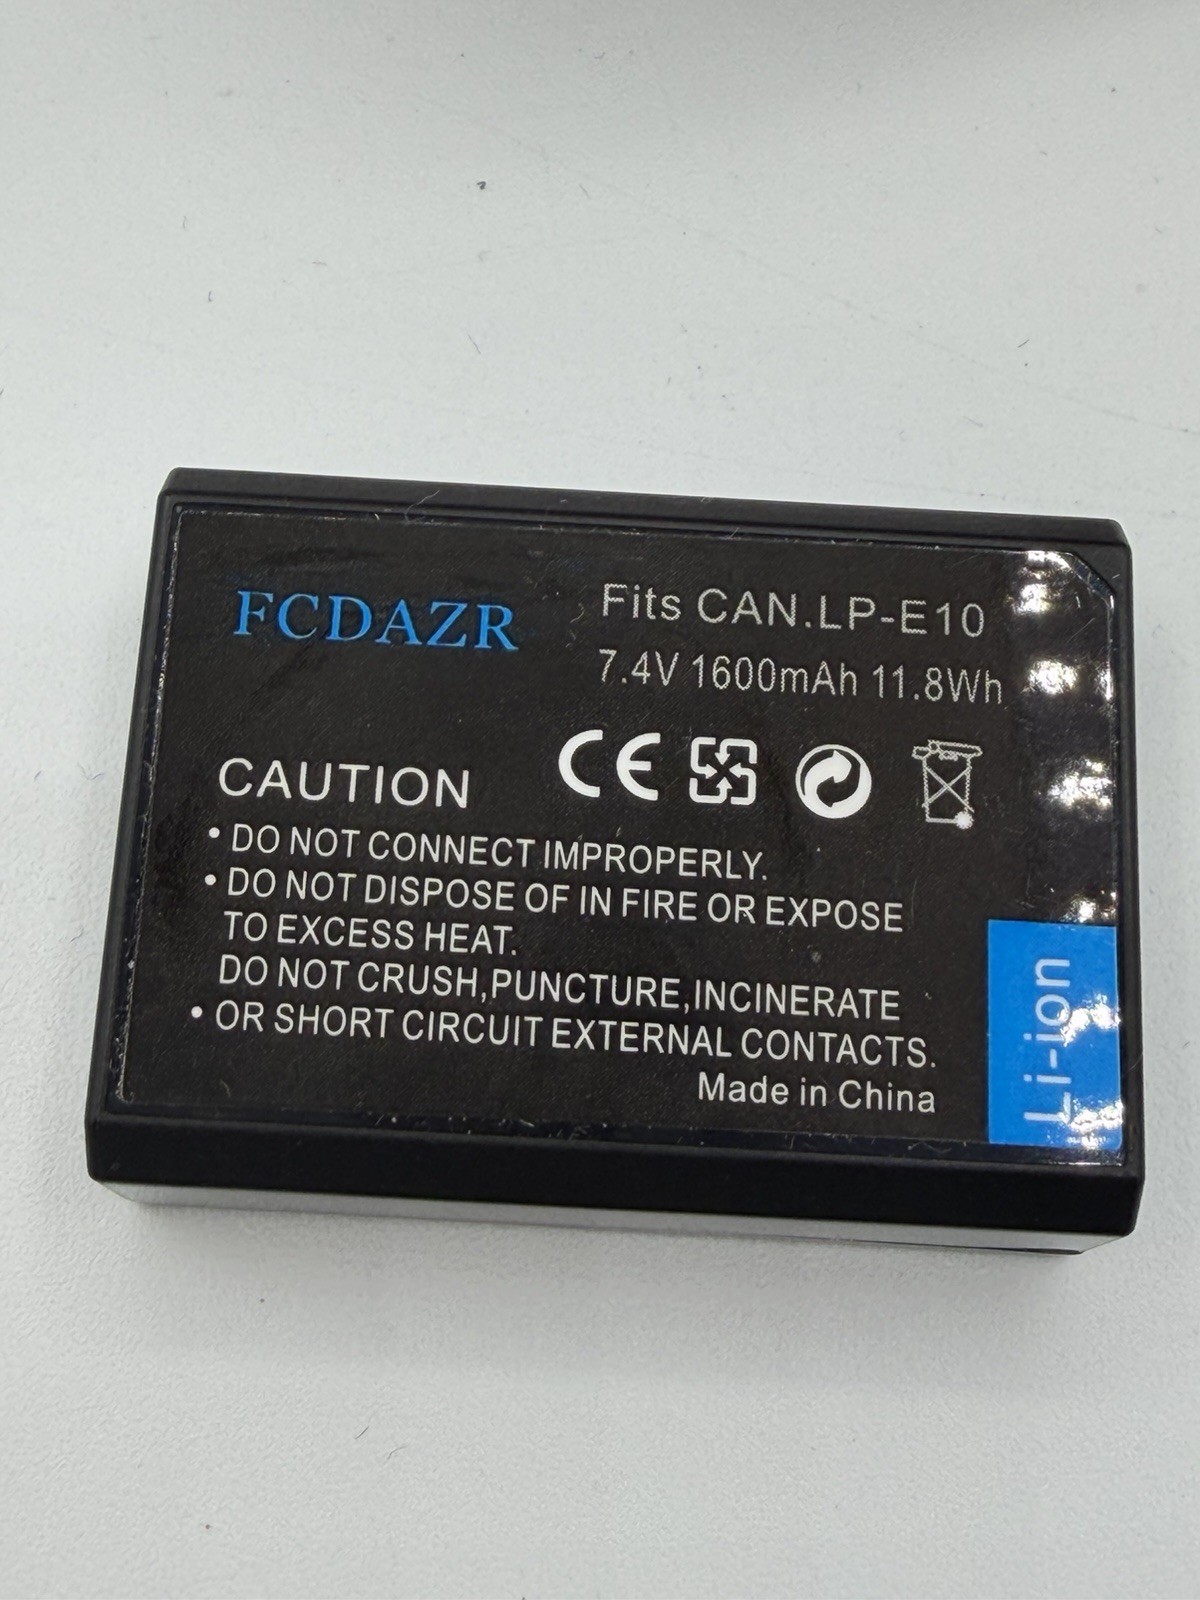 FCDAZR
Fits CAN.LP-E10
7.4V 1600mAh 11.8Wh
CE
CAUTION
• DO NOT CONNECT IMPROPERLY.
• DO NOT DISPOSE OF IN FIRE OR EXPOSE
TO EXCESS HEAT.
DO NOT CRUSH,PUNCTURE,INCINERATE
• OR SHORT CIRCUIT EXTERNAL CONTACTS.
Made in China
Li-ion